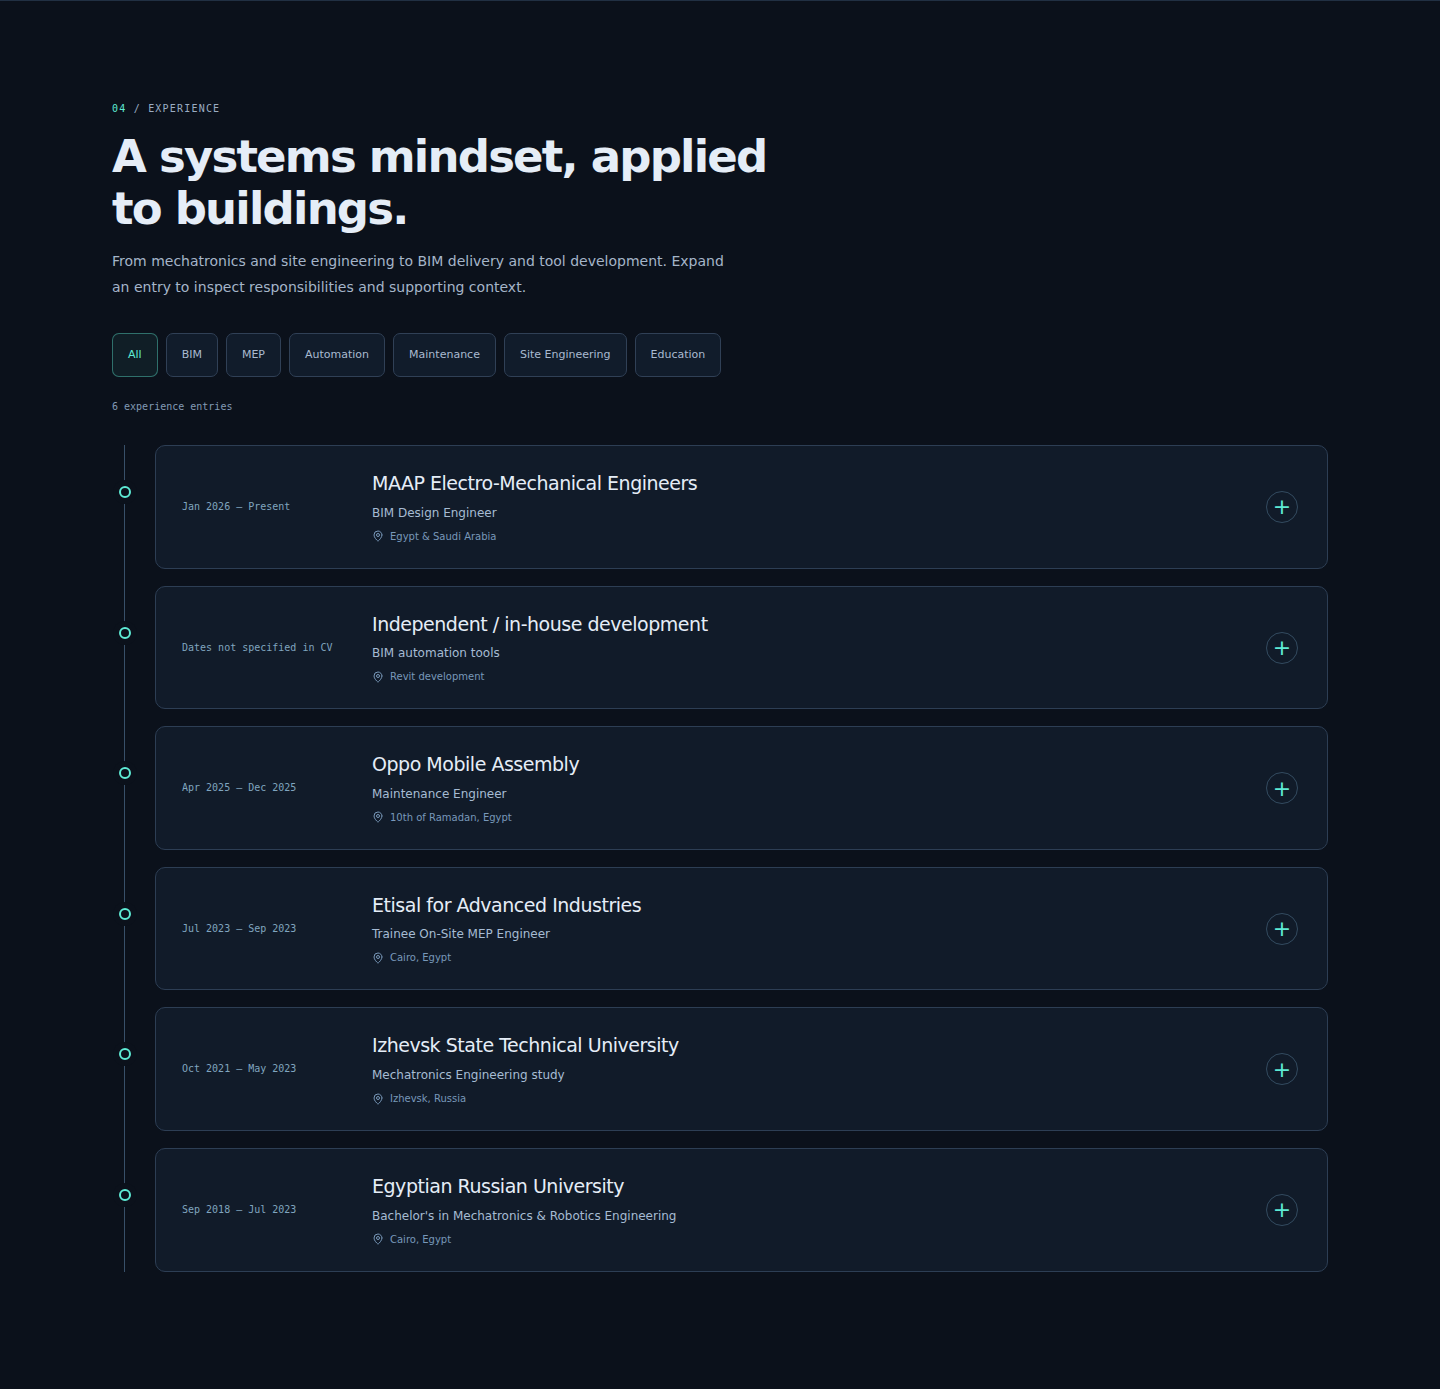 04 / EXPERIENCE
A systems mindset, applied
to buildings.
From mechatronics and site engineering to BIM delivery and tool development. Expand
an entry to inspect responsibilities and supporting context.
All BIM MEP Automation Maintenance Site Engineering Education
6 experience entries
Jan 2026 — Present
MAAP Electro-Mechanical Engineers
BIM Design Engineer
Egypt & Saudi Arabia
Dates not specified in CV
Independent / in-house development
BIM automation tools
Revit development
Apr 2025 — Dec 2025
Oppo Mobile Assembly
Maintenance Engineer
10th of Ramadan, Egypt
Jul 2023 — Sep 2023
Etisal for Advanced Industries
Trainee On-Site MEP Engineer
Cairo, Egypt
Oct 2021 — May 2023
Izhevsk State Technical University
Mechatronics Engineering study
Izhevsk, Russia
Sep 2018 — Jul 2023
Egyptian Russian University
Bachelor's in Mechatronics & Robotics Engineering
Cairo, Egypt